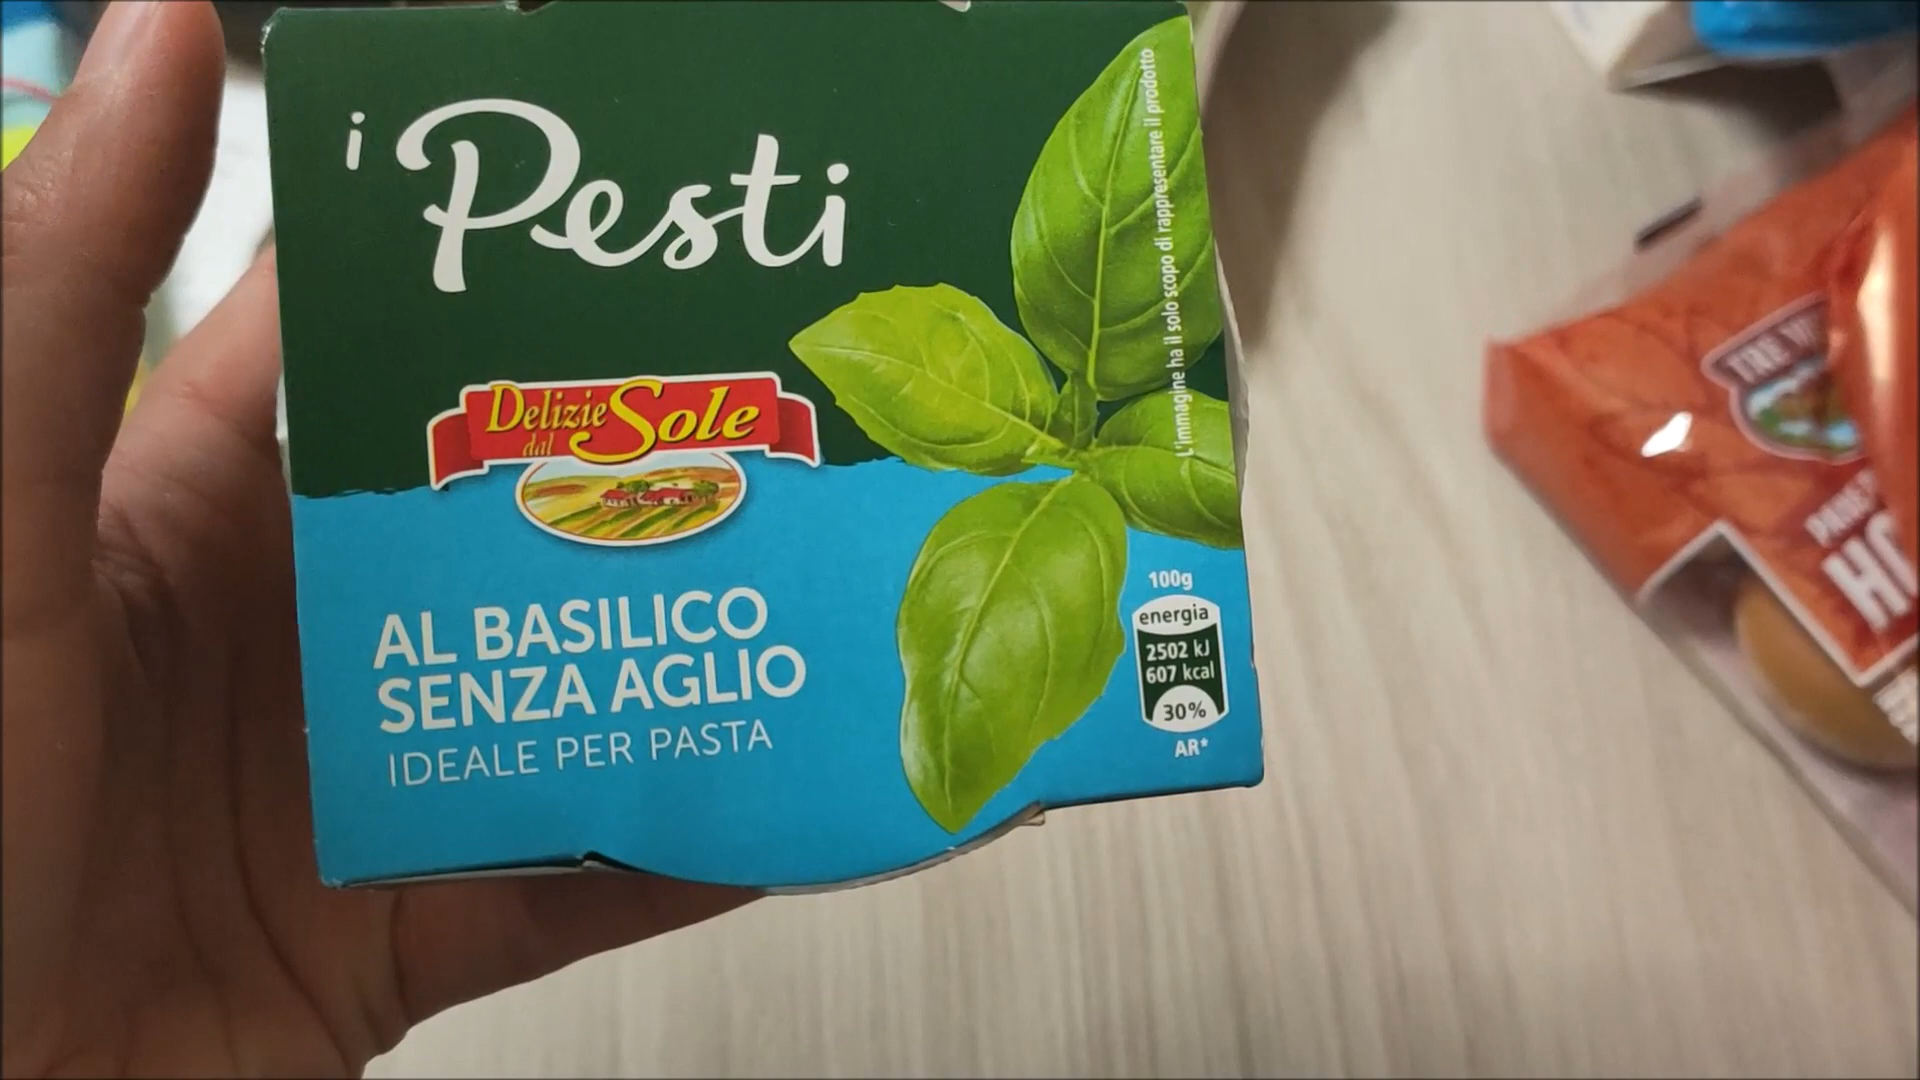 i Pesti
Delizie
dal Sole
AL BASILICO
SENZA AGLIO
IDEALE PER PASTA
L'immagine ha il solo scopo di rappresentare il prodotto
100g
energia
2502 kJ
607 kcal
30%
AR*
TRE